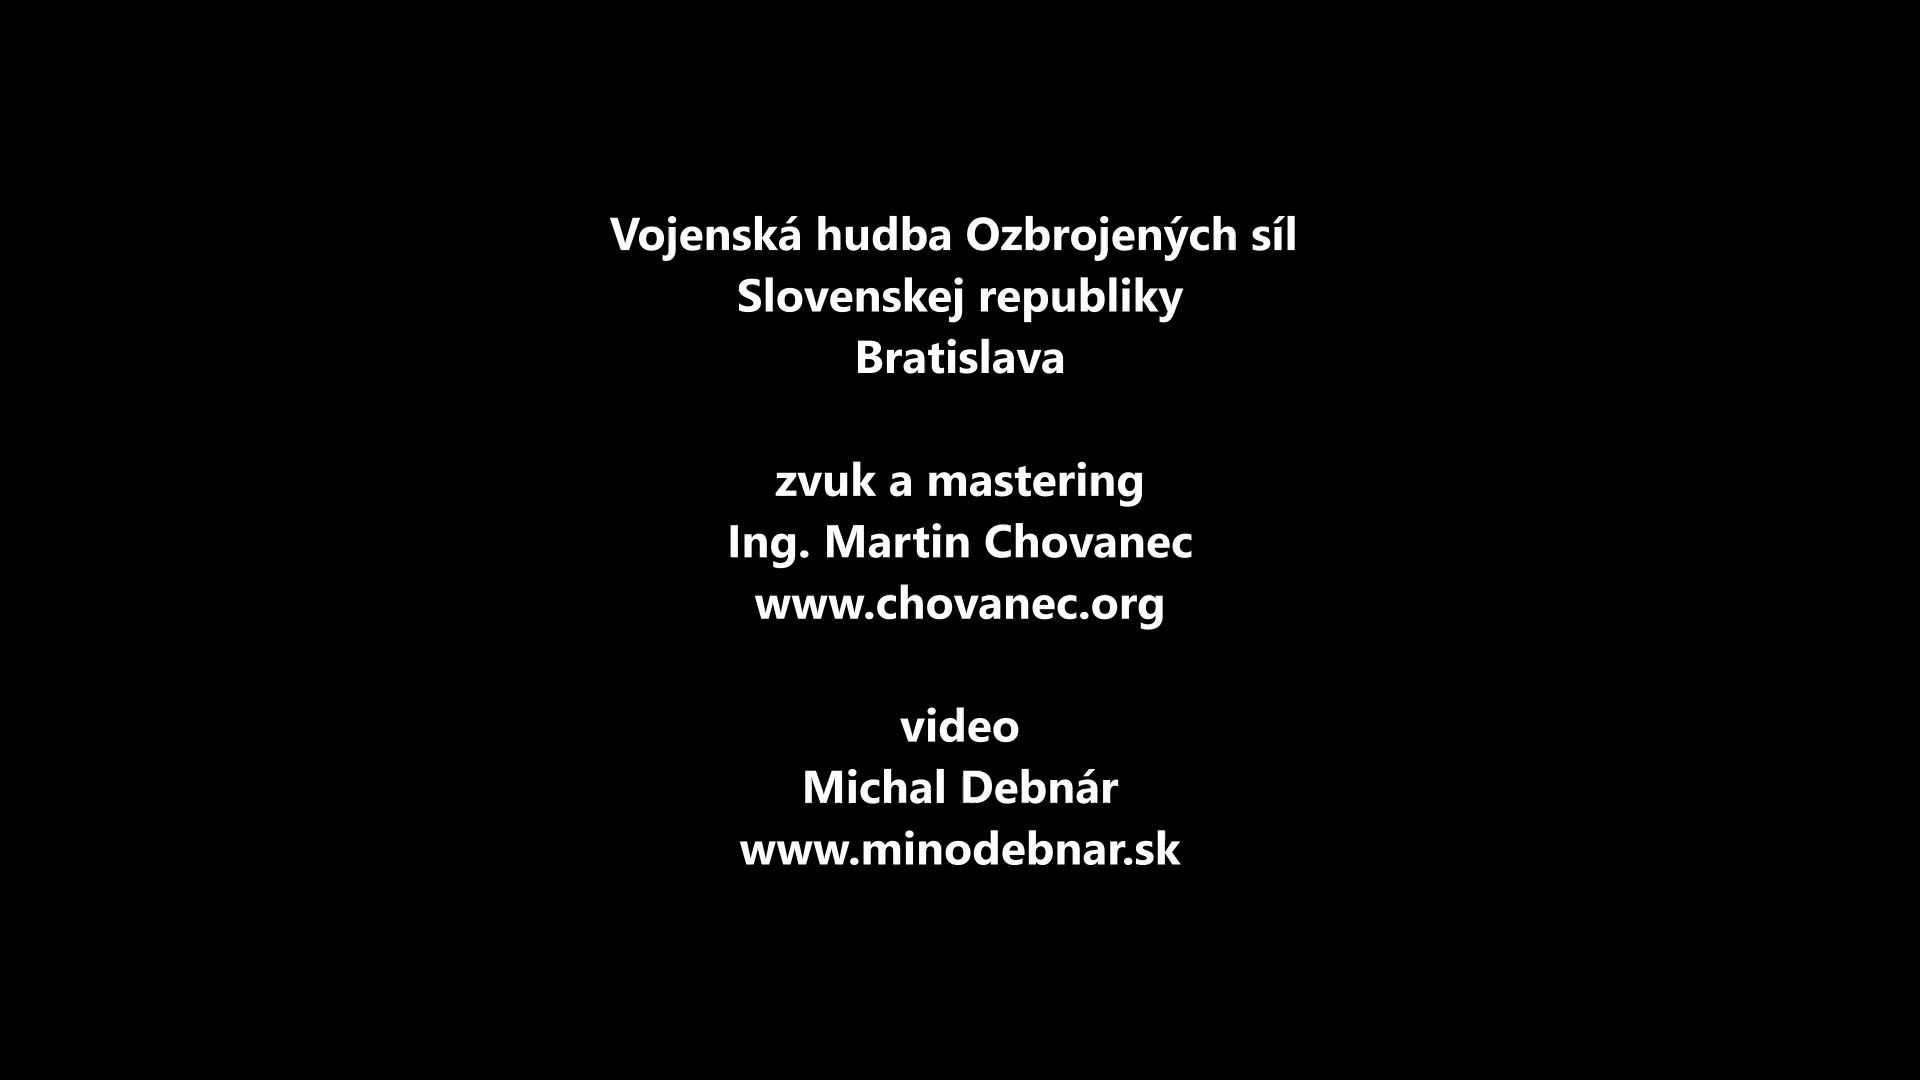 Vojenská hudba Ozbrojených síl
Slovenskej republiky
Bratislava
zvuk a mastering
Ing. Martin Chovanec
www.chovanec.org
video
Michal Debnár
www.minodebnar.sk